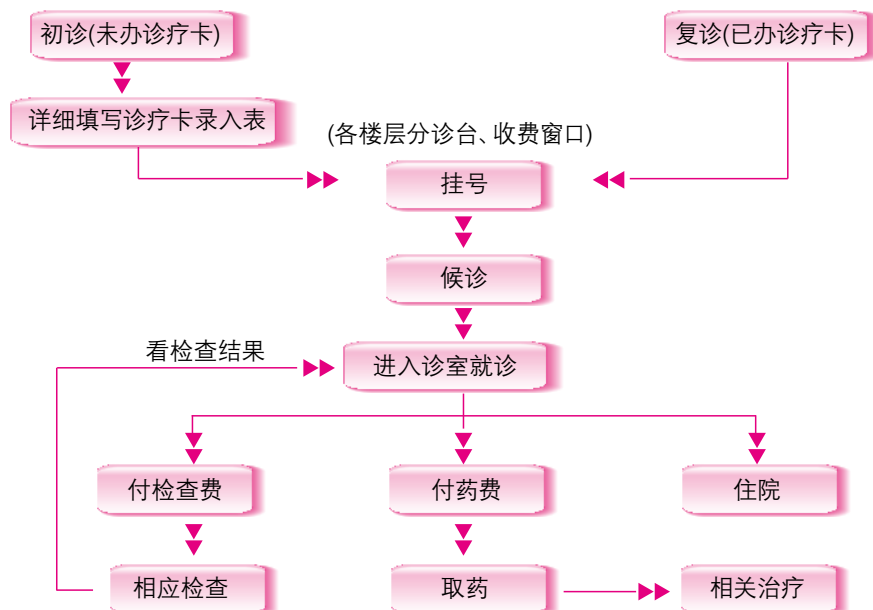 初诊(未办诊疗卡)
复诊(已办诊疗卡)
详细填写诊疗卡录入表
(各楼层分诊台、收费窗口)
挂号
候诊
看检查结果
进入诊室就诊
付检查费
付药费
住院
相应检查
取药
相关治疗